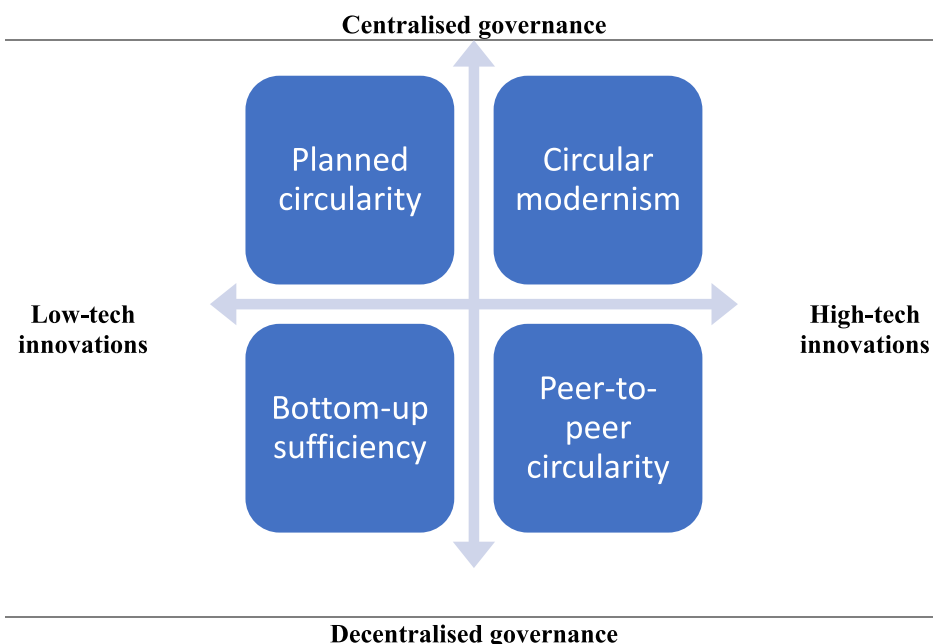 Centralised governance
Planned
circularity
Circular
modernism
Low-tech
innovations
High-tech
innovations
Bottom-up
sufficiency
Peer-to-
peer
circularity
Decentralised governance